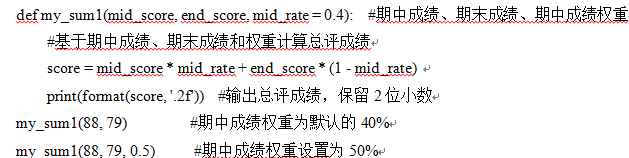 def my_sum1(mid_score, end_score, mid_rate = 0.4):   #期中成绩、期末成绩、期中成绩权重
#基于期中成绩、期末成绩和权重计算总评成绩
score = mid_score * mid_rate + end_score * (1 - mid_rate)
print(format(score, '.2f'))   #输出总评成绩，保留 2 位小数
my_sum1(88, 79)   #期中成绩权重为默认的 40%
my_sum1(88, 79, 0.5)   #期中成绩权重设置为 50%